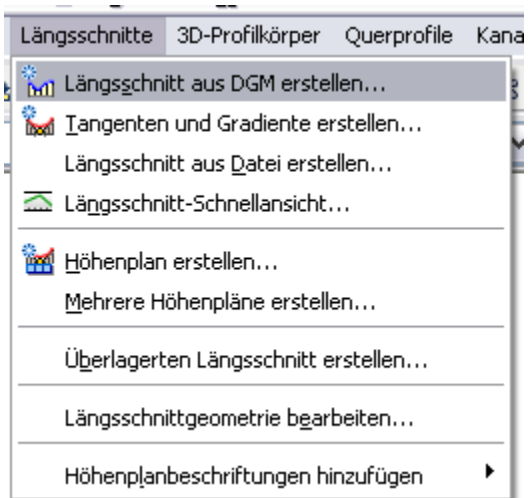 Längsschnitte 3D-Profilkörper Querprofile Kana
Längsschnitt aus DGM erstellen...
Tangenten und Gradiente erstellen...
Längsschnitt aus Datei erstellen...
Längsschnitt-Schnellansicht...
Höhenplan erstellen...
Mehrere Höhenpläne erstellen...
Überlagerten Längsschnitt erstellen...
Längsschnittgeometrie bearbeiten...
Höhenplanbeschriftungen hinzufügen